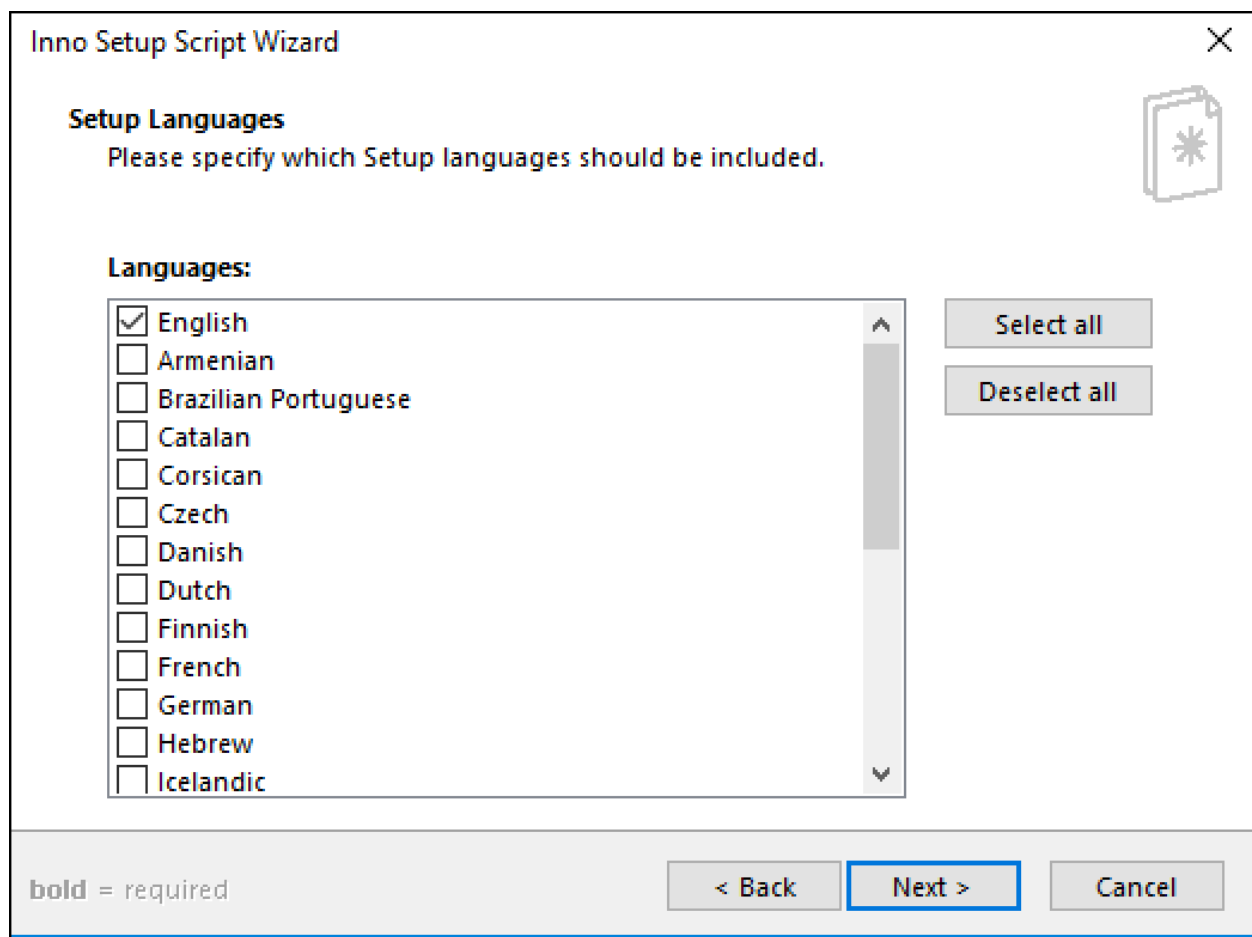 Inno Setup Script Wizard
Setup Languages
Please specify which Setup languages should be included.
Languages:
English
Armenian
Brazilian Portuguese
Catalan
Corsican
Czech
Danish
Dutch
Finnish
French
German
Hebrew
Icelandic
Select all
Deselect all
bold = required
< Back
Next >
Cancel